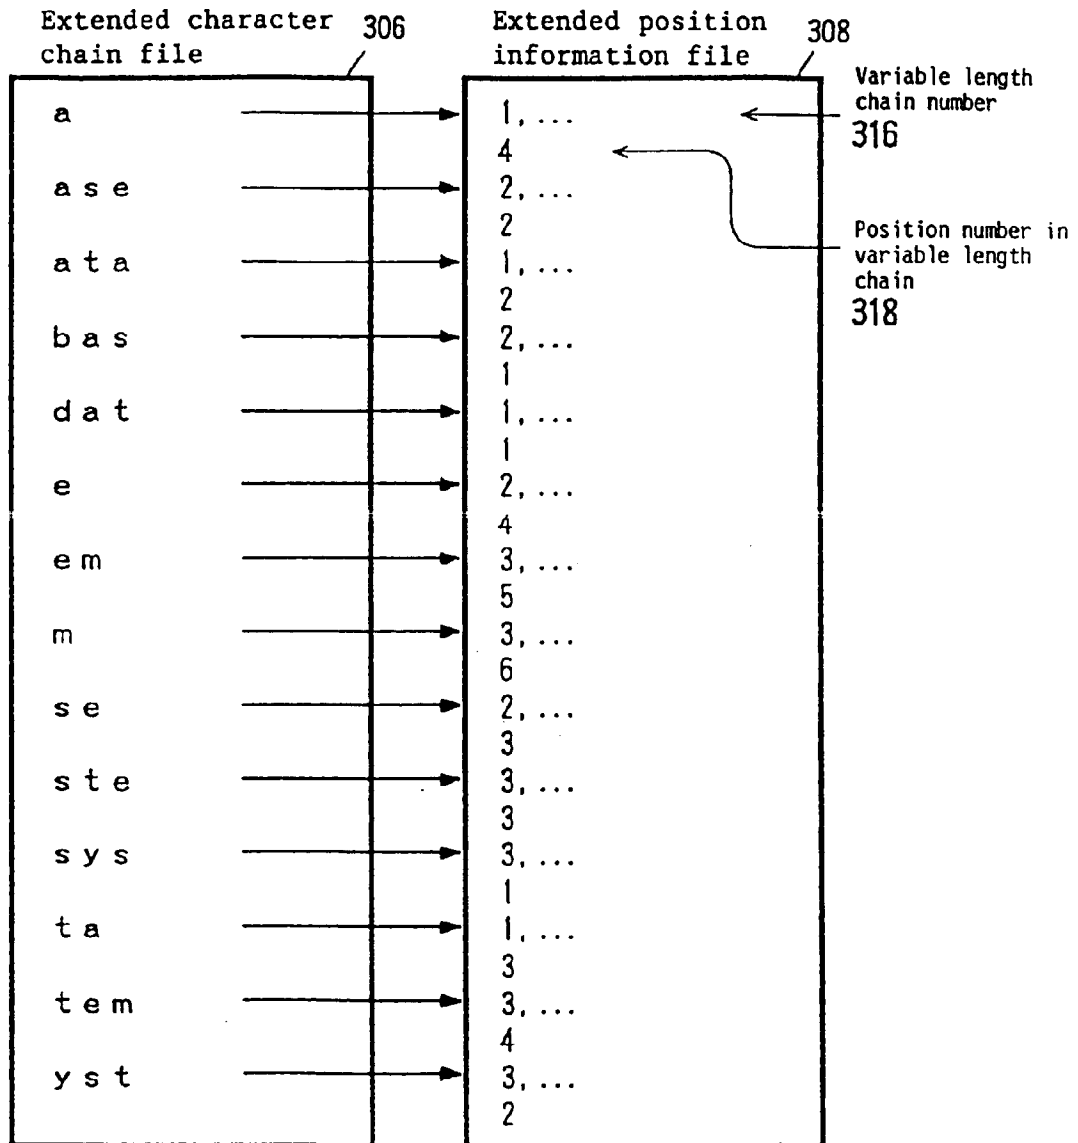 Extended character
chain file
306
Extended position
information file
308
Variable length
chain number
316
Position number in
variable length
chain
318
a
1, ...
4
ase
2, ...
2
ata
1, ...
2
bas
2, ...
1
dat
1, ...
1
e
2, ...
4
em
3, ...
5
m
3, ...
6
se
2, ...
3
ste
3, ...
3
sys
3, ...
1
ta
1, ...
3
tem
3, ...
4
yst
3, ...
2